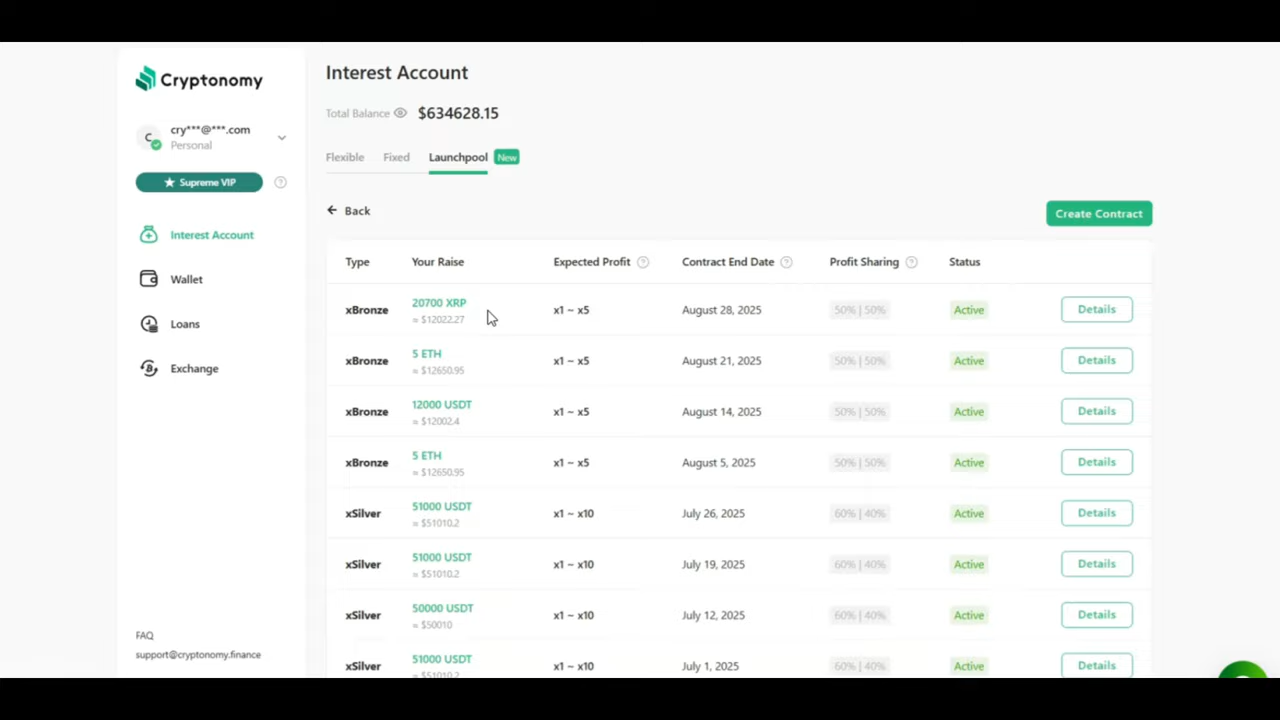 Cryptonomy
cry***@***.com
Personal
Supreme VIP
Interest Account
Wallet
Loans
Exchange
FAQ
support@cryptonomy.finance
Interest Account
Total Balance $634628.15
Flexible Fixed Launchpool New
Back
Create Contract
Type Your Raise Expected Profit Contract End Date Profit Sharing Status
xBronze 20700 XRP x1 ~ x5 August 28, 2025 50% | 50% Active Details
≈ $12022.27
xBronze 5 ETH x1 ~ x5 August 21, 2025 50% | 50% Active Details
≈ $12650.95
xBronze 12000 USDT x1 ~ x5 August 14, 2025 50% | 50% Active Details
≈ $12002.4
xBronze 5 ETH x1 ~ x5 August 5, 2025 50% | 50% Active Details
≈ $12650.95
xSilver 51000 USDT x1 ~ x10 July 26, 2025 60% | 40% Active Details
≈ $51010.2
xSilver 51000 USDT x1 ~ x10 July 19, 2025 60% | 40% Active Details
≈ $51010.2
xSilver 50000 USDT x1 ~ x10 July 12, 2025 60% | 40% Active Details
≈ $50010
xSilver 51000 USDT x1 ~ x10 July 1, 2025 60% | 40% Active Details
≈ $51010.2